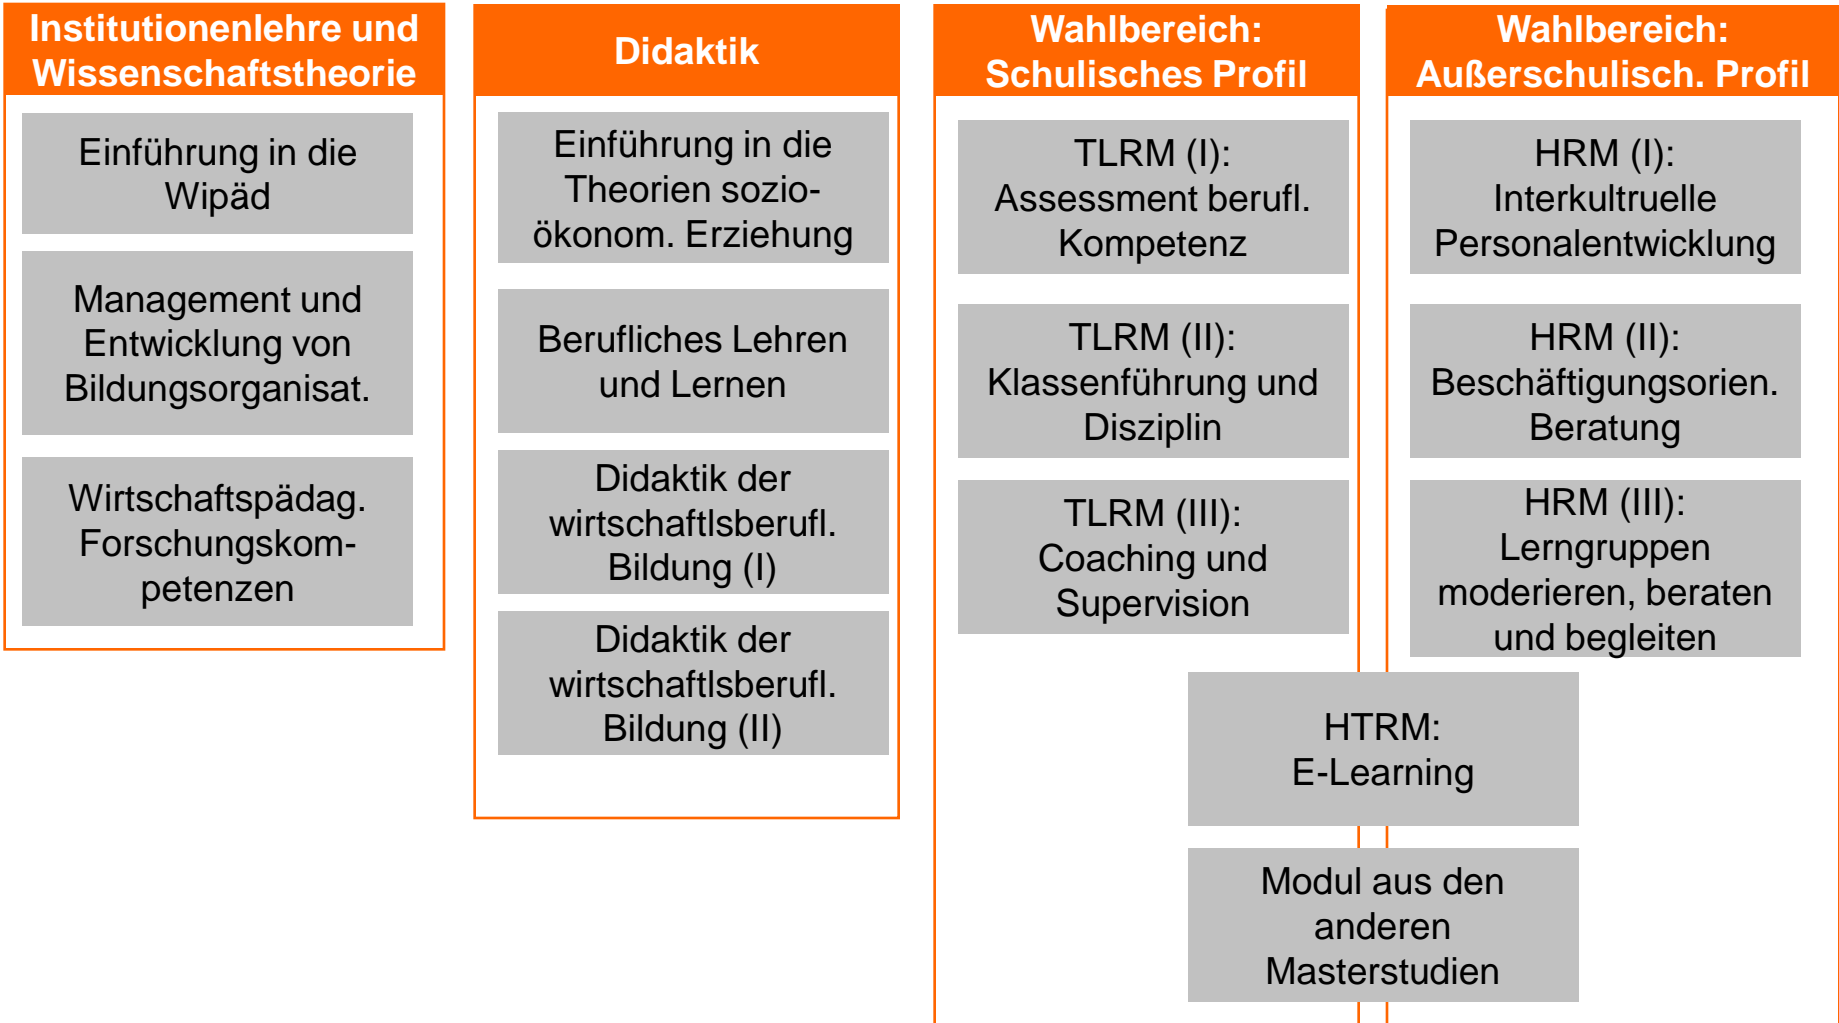 Institutionenlehre und
Wissenschaftstheorie
Einführung in die
Wipäd
Management und
Entwicklung von
Bildungsorganisat.
Wirtschaftspädag.
Forschungskom-
petenzen
Didaktik
Einführung in die
Theorien sozio-
ökonom. Erziehung
Berufliches Lehren
und Lernen
Didaktik der
wirtschaftlsberufl.
Bildung (I)
Didaktik der
wirtschaftlsberufl.
Bildung (II)
Wahlbereich:
Schulisches Profil
TLRM (I):
Assessment berufl.
Kompetenz
TLRM (II):
Klassenführung und
Disziplin
TLRM (III):
Coaching und
Supervision
Wahlbereich:
Außerschulisch. Profil
HRM (I):
Interkultruelle
Personalentwicklung
HRM (II):
Beschäftigungsorien.
Beratung
HRM (III):
Lerngruppen
moderieren, beraten
und begleiten
HTRM:
E-Learning
Modul aus den
anderen
Masterstudien